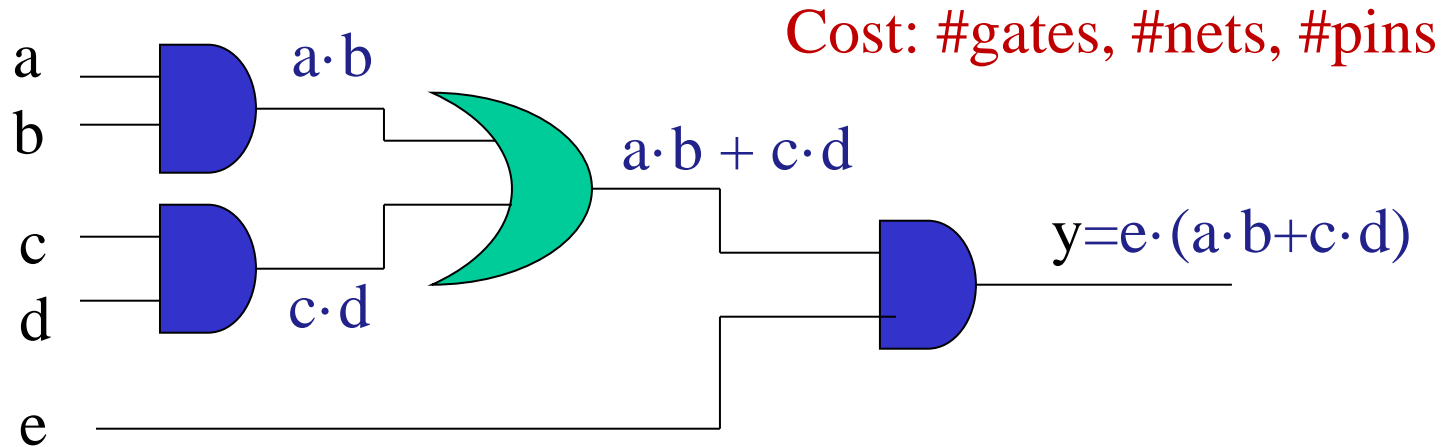 Cost: #gates, #nets, #pins
a
a·b
b
a·b + c·d
c
y=e·(a·b+c·d)
d
c·d
e